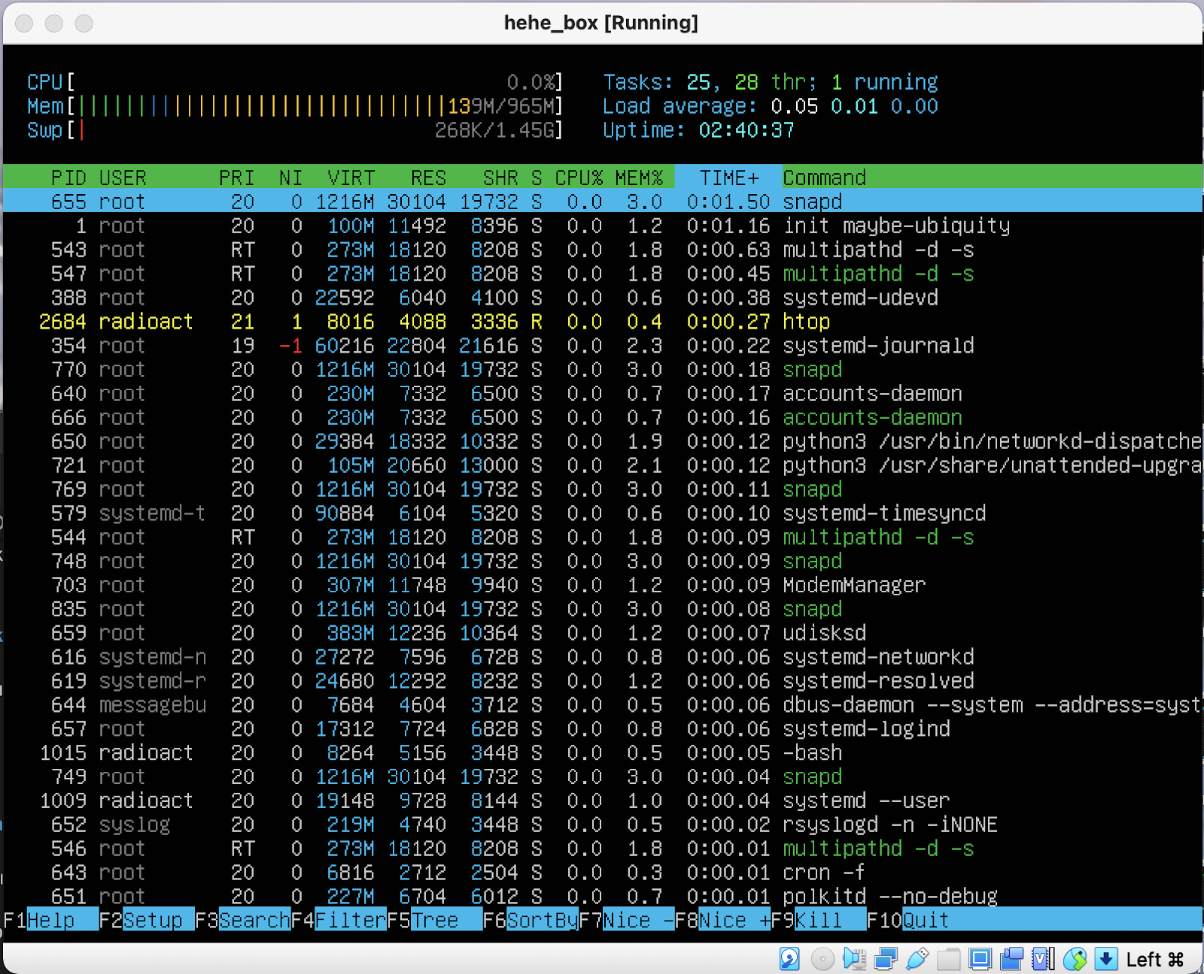 hehe_box [Running]
CPU[ 0.0%] Tasks: 25, 28 thr; 1 running
Mem[||||||||||||||||||||||||||||||||139M/965M] Load average: 0.05 0.01 0.00
Swp[| 268K/1.45G] Uptime: 02:40:37
PID USER PRI NI VIRT RES SHR S CPU% MEM% TIME+ Command
655 root 20 0 1216M 30104 19732 S 0.0 3.0 0:01.50 snapd
1 root 20 0 100M 11492 8396 S 0.0 1.2 0:01.16 init maybe-ubiquity
543 root RT 0 273M 18120 8208 S 0.0 1.8 0:00.63 multipathd -d -s
547 root RT 0 273M 18120 8208 S 0.0 1.8 0:00.45 multipathd -d -s
388 root 20 0 22592 6040 4100 S 0.0 0.6 0:00.38 systemd-udevd
2684 radioact 21 1 8016 4088 3336 R 0.0 0.4 0:00.27 htop
354 root 19 -1 60216 22804 21616 S 0.0 2.3 0:00.22 systemd-journald
770 root 20 0 1216M 30104 19732 S 0.0 3.0 0:00.18 snapd
640 root 20 0 230M 7332 6500 S 0.0 0.7 0:00.17 accounts-daemon
666 root 20 0 230M 7332 6500 S 0.0 0.7 0:00.16 accounts-daemon
650 root 20 0 29384 18332 10332 S 0.0 1.9 0:00.12 python3 /usr/bin/networkd-dispatche
721 root 20 0 105M 20660 13000 S 0.0 2.1 0:00.12 python3 /usr/share/unattended-upgra
769 root 20 0 1216M 30104 19732 S 0.0 3.0 0:00.11 snapd
579 systemd-t 20 0 90884 6104 5320 S 0.0 0.6 0:00.10 systemd-timesyncd
544 root RT 0 273M 18120 8208 S 0.0 1.8 0:00.09 multipathd -d -s
748 root 20 0 1216M 30104 19732 S 0.0 3.0 0:00.09 snapd
703 root 20 0 307M 11748 9940 S 0.0 1.2 0:00.09 ModemManager
835 root 20 0 1216M 30104 19732 S 0.0 3.0 0:00.08 snapd
659 root 20 0 383M 12236 10364 S 0.0 1.2 0:00.07 udisksd
616 systemd-n 20 0 27272 7596 6728 S 0.0 0.8 0:00.06 systemd-networkd
619 systemd-r 20 0 24680 12292 8232 S 0.0 1.2 0:00.06 systemd-resolved
644 messagebu 20 0 7684 4604 3712 S 0.0 0.5 0:00.06 dbus-daemon --system --address=syst
657 root 20 0 17312 7724 6828 S 0.0 0.8 0:00.06 systemd-logind
1015 radioact 20 0 8264 5156 3448 S 0.0 0.5 0:00.05 -bash
749 root 20 0 1216M 30104 19732 S 0.0 3.0 0:00.04 snapd
1009 radioact 20 0 19148 9728 8144 S 0.0 1.0 0:00.04 systemd --user
652 syslog 20 0 219M 4740 3448 S 0.0 0.5 0:00.02 rsyslogd -n -iNONE
546 root RT 0 273M 18120 8208 S 0.0 1.8 0:00.01 multipathd -d -s
643 root 20 0 6816 2712 2504 S 0.0 0.3 0:00.01 cron -f
651 root 20 0 227M 6704 6012 S 0.0 0.7 0:00.01 polkitd --no-debug
F1Help F2Setup F3SearchF4FilterF5Tree F6SortByF7Nice -F8Nice +F9Kill F10Quit
Left ⌘